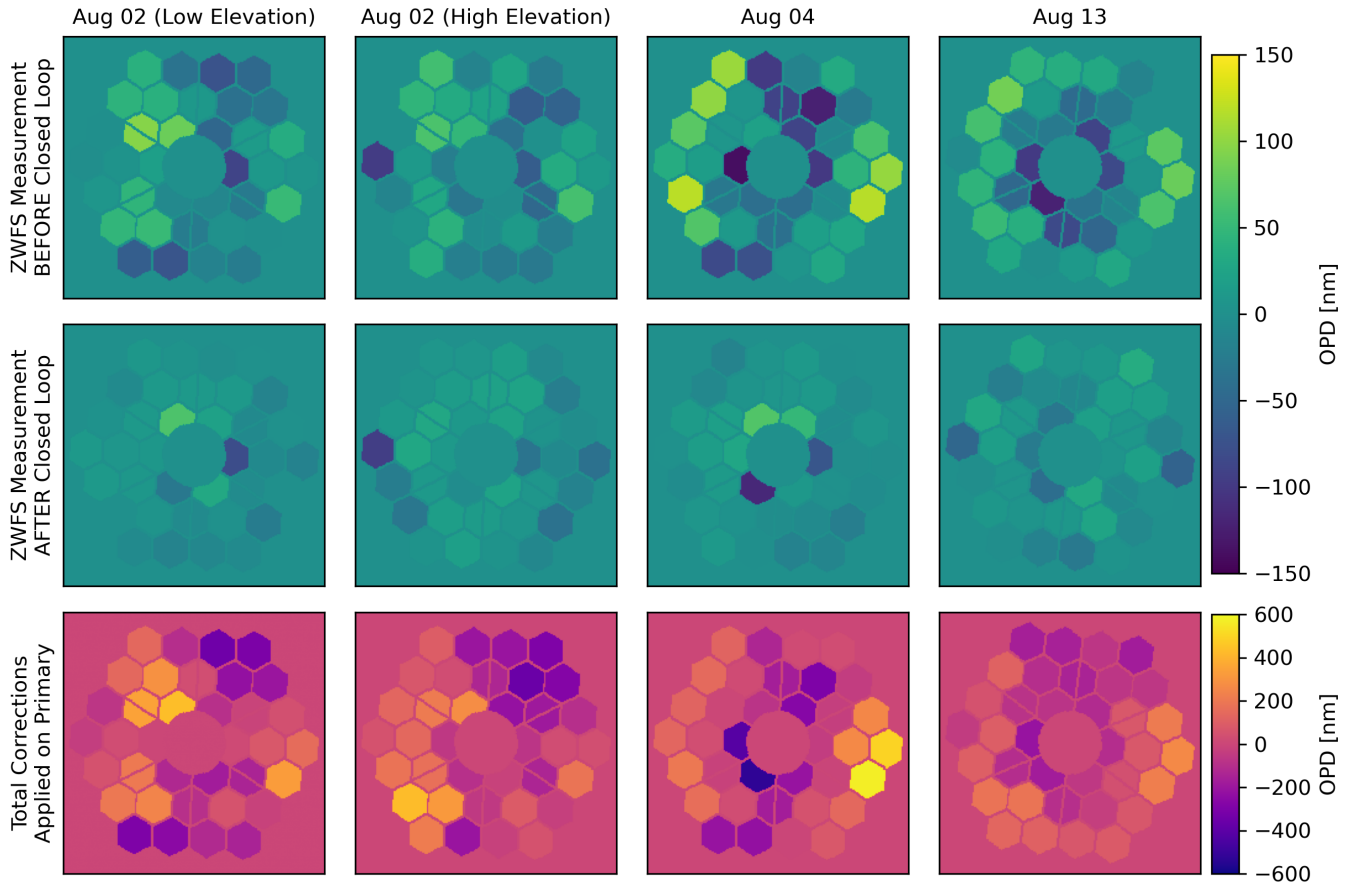 Aug 02 (Low Elevation)
Aug 02 (High Elevation)
Aug 04
Aug 13
ZWFS Measurement
BEFORE Closed Loop
150
100
50
0
−50
−100
−150
OPD [nm]
ZWFS Measurement
AFTER Closed Loop
Total Corrections
Applied on Primary
600
400
200
0
−200
−400
−600
OPD [nm]